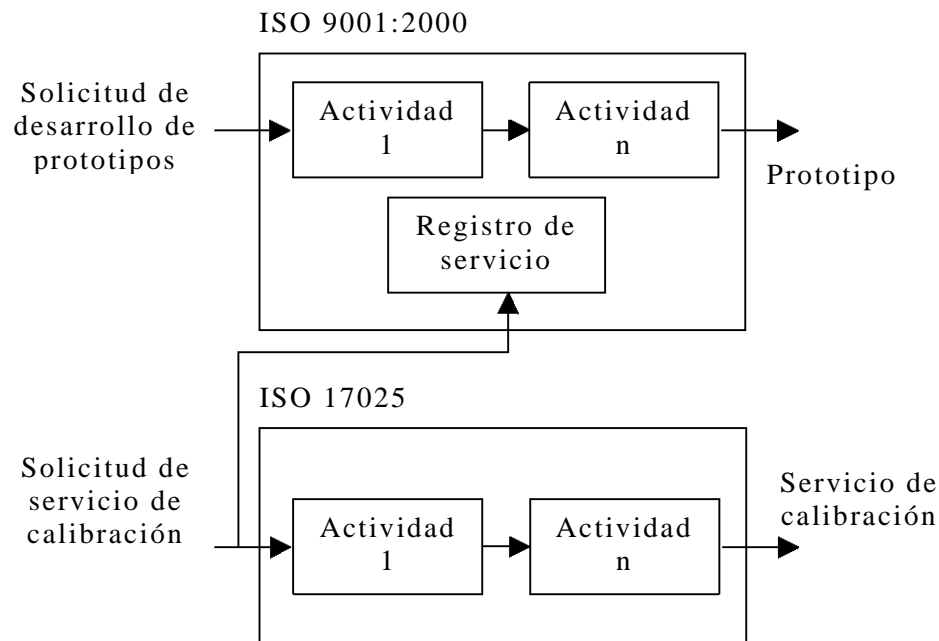 ISO 9001:2000
Solicitud de
desarrollo de
prototipos
Actividad
1
Actividad
n
Prototipo
Registro de
servicio
ISO 17025
Solicitud de
servicio de
calibración
Actividad
1
Actividad
n
Servicio de
calibración